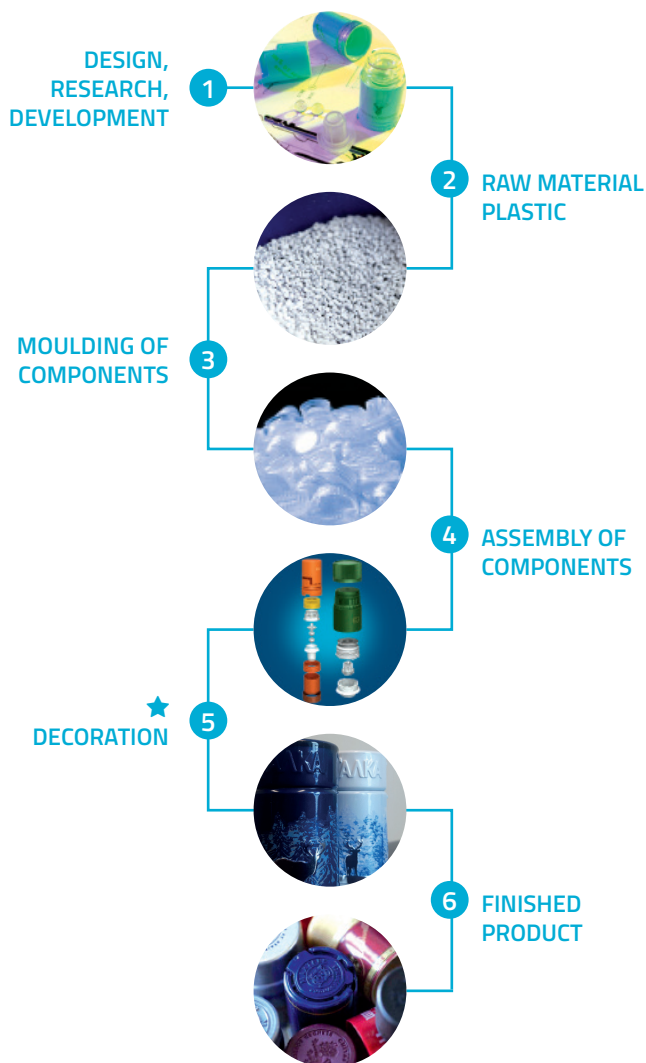 DESIGN,
RESEARCH,
DEVELOPMENT
1
2
RAW MATERIAL
PLASTIC
MOULDING OF
COMPONENTS
3
4
ASSEMBLY OF
COMPONENTS
DECORATION
5
6
FINISHED
PRODUCT